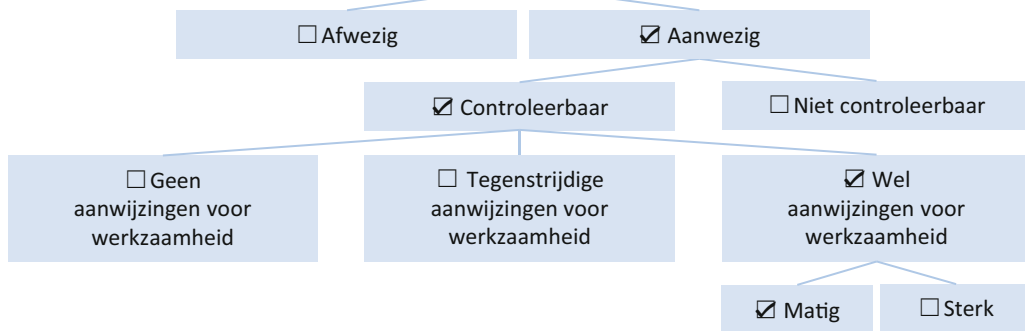 ☐ Afwezig
☑ Aanwezig
☑ Controleerbaar
☐ Niet controleerbaar
☐ Geen
aanwijzingen voor
werkzaamheid
☐ Tegenstrijdige
aanwijzingen voor
werkzaamheid
☑ Wel
aanwijzingen voor
werkzaamheid
☑ Matig
☐ Sterk